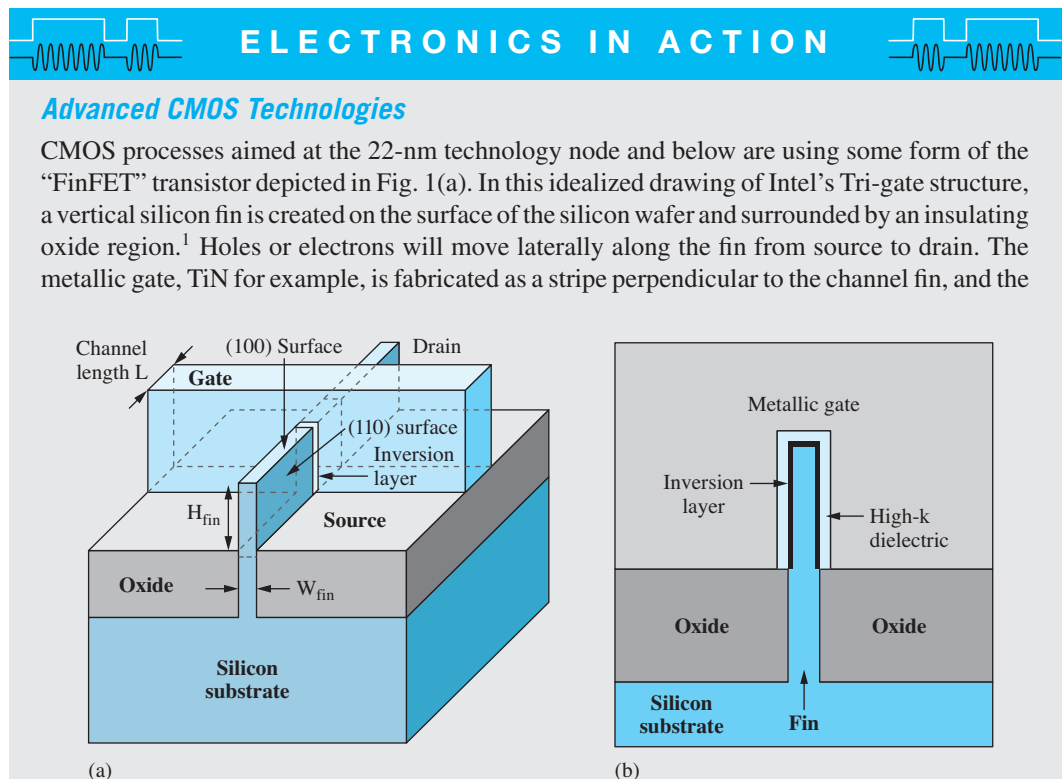 ELECTRONICS IN ACTION
Advanced CMOS Technologies
CMOS processes aimed at the 22-nm technology node and below are using some form of the
“FinFET” transistor depicted in Fig. 1(a). In this idealized drawing of Intel’s Tri-gate structure,
a vertical silicon fin is created on the surface of the silicon wafer and surrounded by an insulating
oxide region.1 Holes or electrons will move laterally along the fin from source to drain. The
metallic gate, TiN for example, is fabricated as a stripe perpendicular to the channel fin, and the
Channel
length L
(100) Surface
Drain
Gate
(110) surface
Inversion
layer
Hfin
Source
Oxide
Wfin
Silicon
substrate
(a)
Metallic gate
Inversion
layer
High-k
dielectric
Oxide
Oxide
Silicon
substrate
Fin
(b)